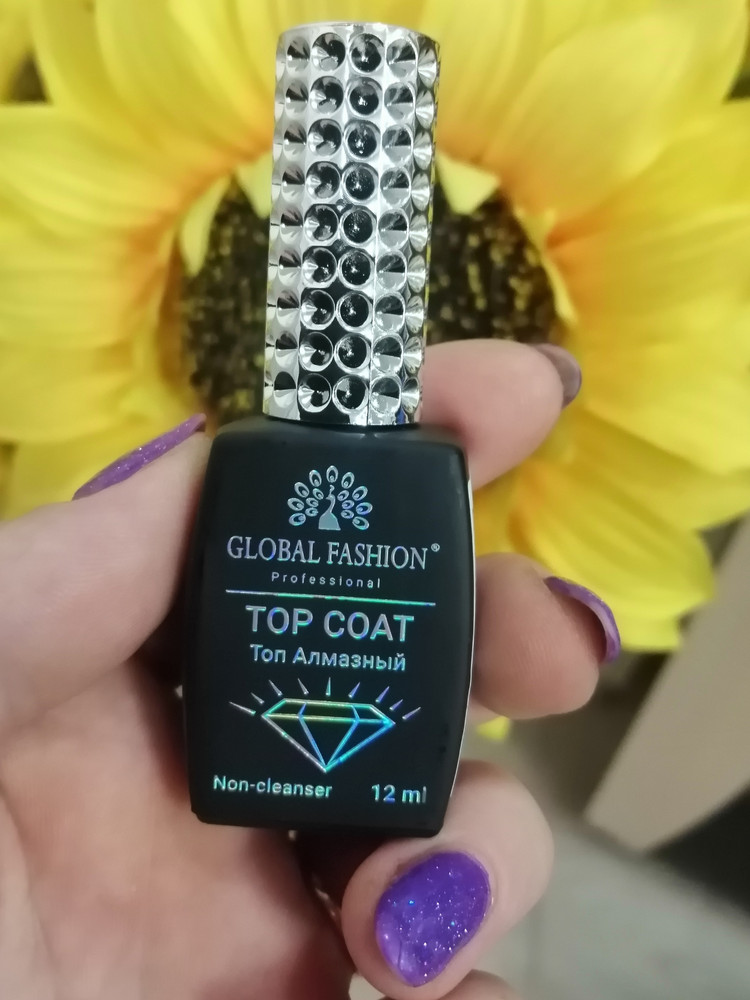 GLOBAL FASHION®
Professional
TOP COAT
Топ Алмазный
Non-cleanser 12 ml